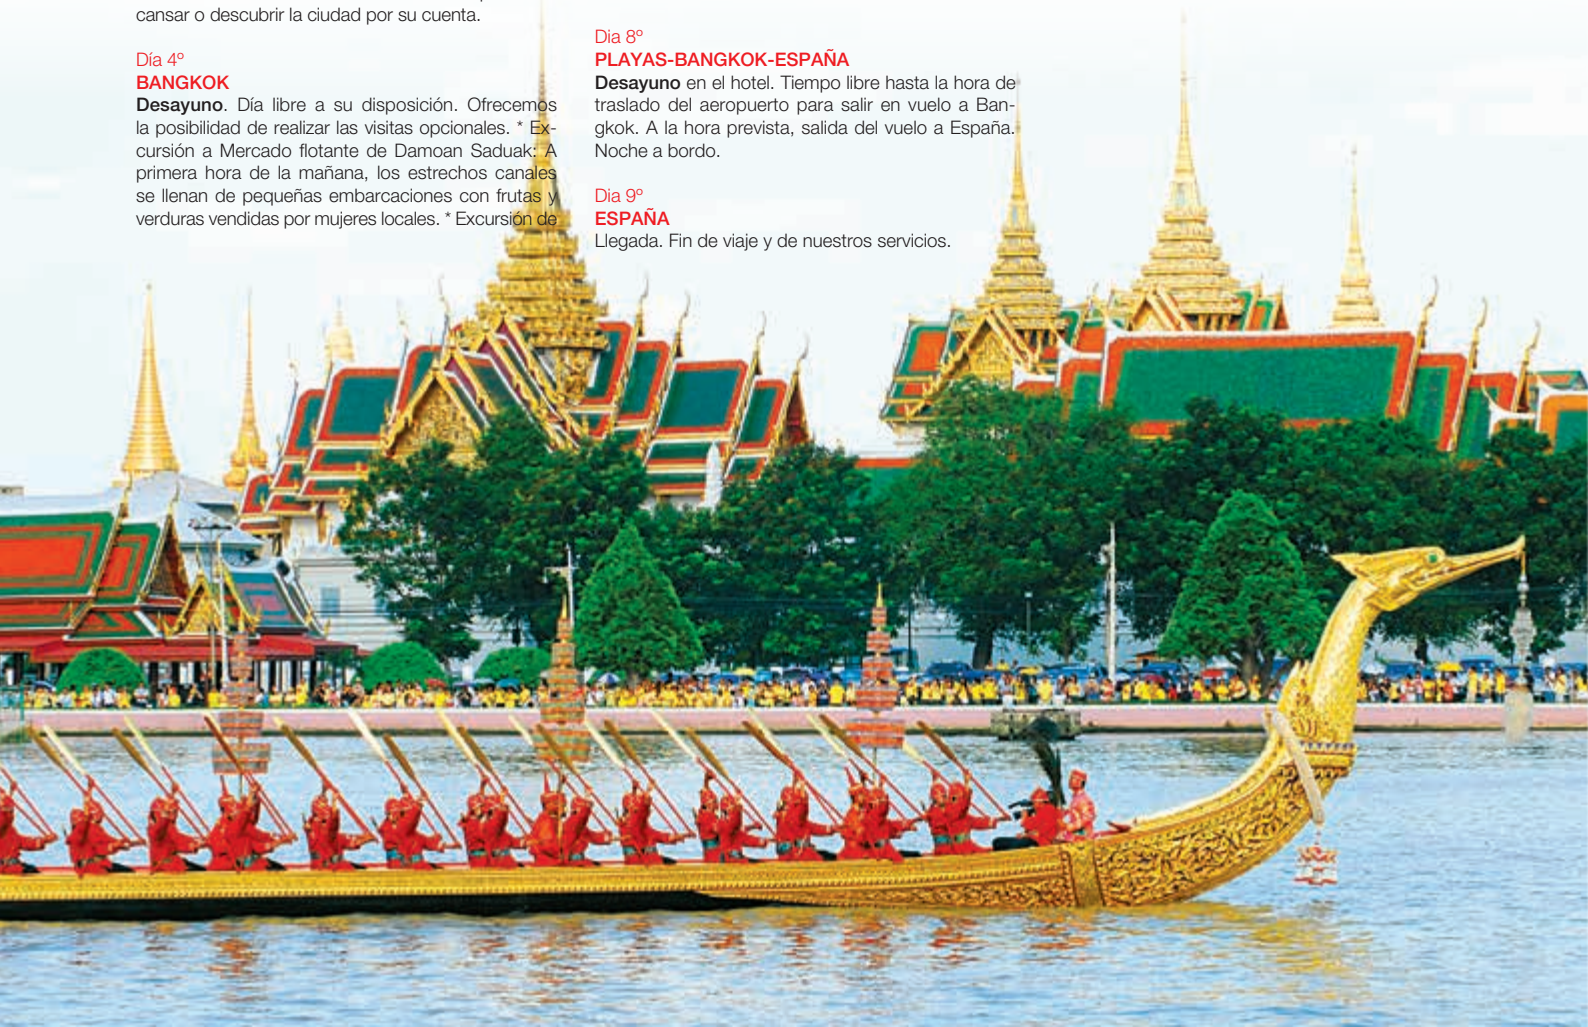 cansar o descubrir la ciudad por su cuenta.
Día 4º
BANGKOK
Desayuno. Día libre a su disposición. Ofrecemos
la posibilidad de realizar las visitas opcionales. * Ex-
cursión a Mercado flotante de Damoan Saduak: A
primera hora de la mañana, los estrechos canales
se llenan de pequeñas embarcaciones con frutas y
verduras vendidas por mujeres locales. * Excursión de
Dia 8º
PLAYAS-BANGKOK-ESPAÑA
Desayuno en el hotel. Tiempo libre hasta la hora de
traslado del aeropuerto para salir en vuelo a Ban-
gkok. A la hora prevista, salida del vuelo a España.
Noche a bordo.
Dia 9º
ESPAÑA
Llegada. Fin de viaje y de nuestros servicios.